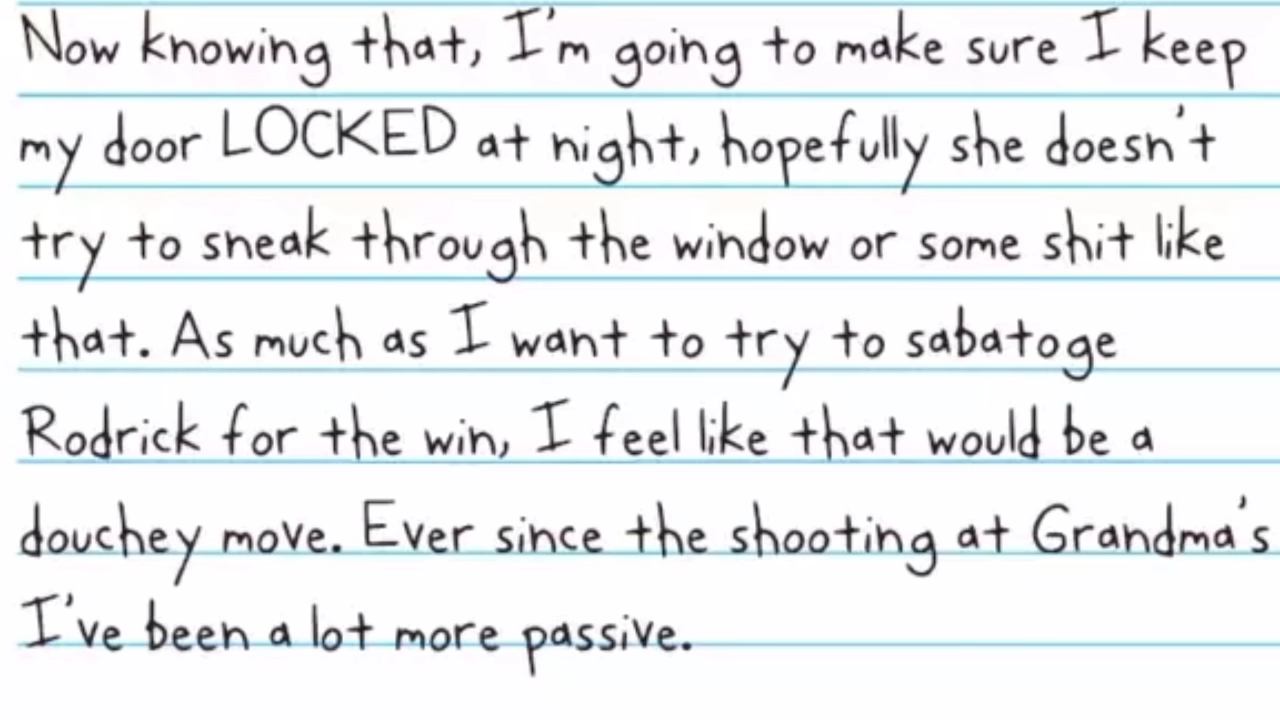 Now knowing that, I'm going to make sure I keep
my door LOCKED at night, hopefully she doesn't
try to sneak through the window or some shit like
that. As much as I want to try to sabatoge
Rodrick for the win, I feel like that would be a
douchey move. Ever since the shooting at Grandma's
I've been a lot more passive.